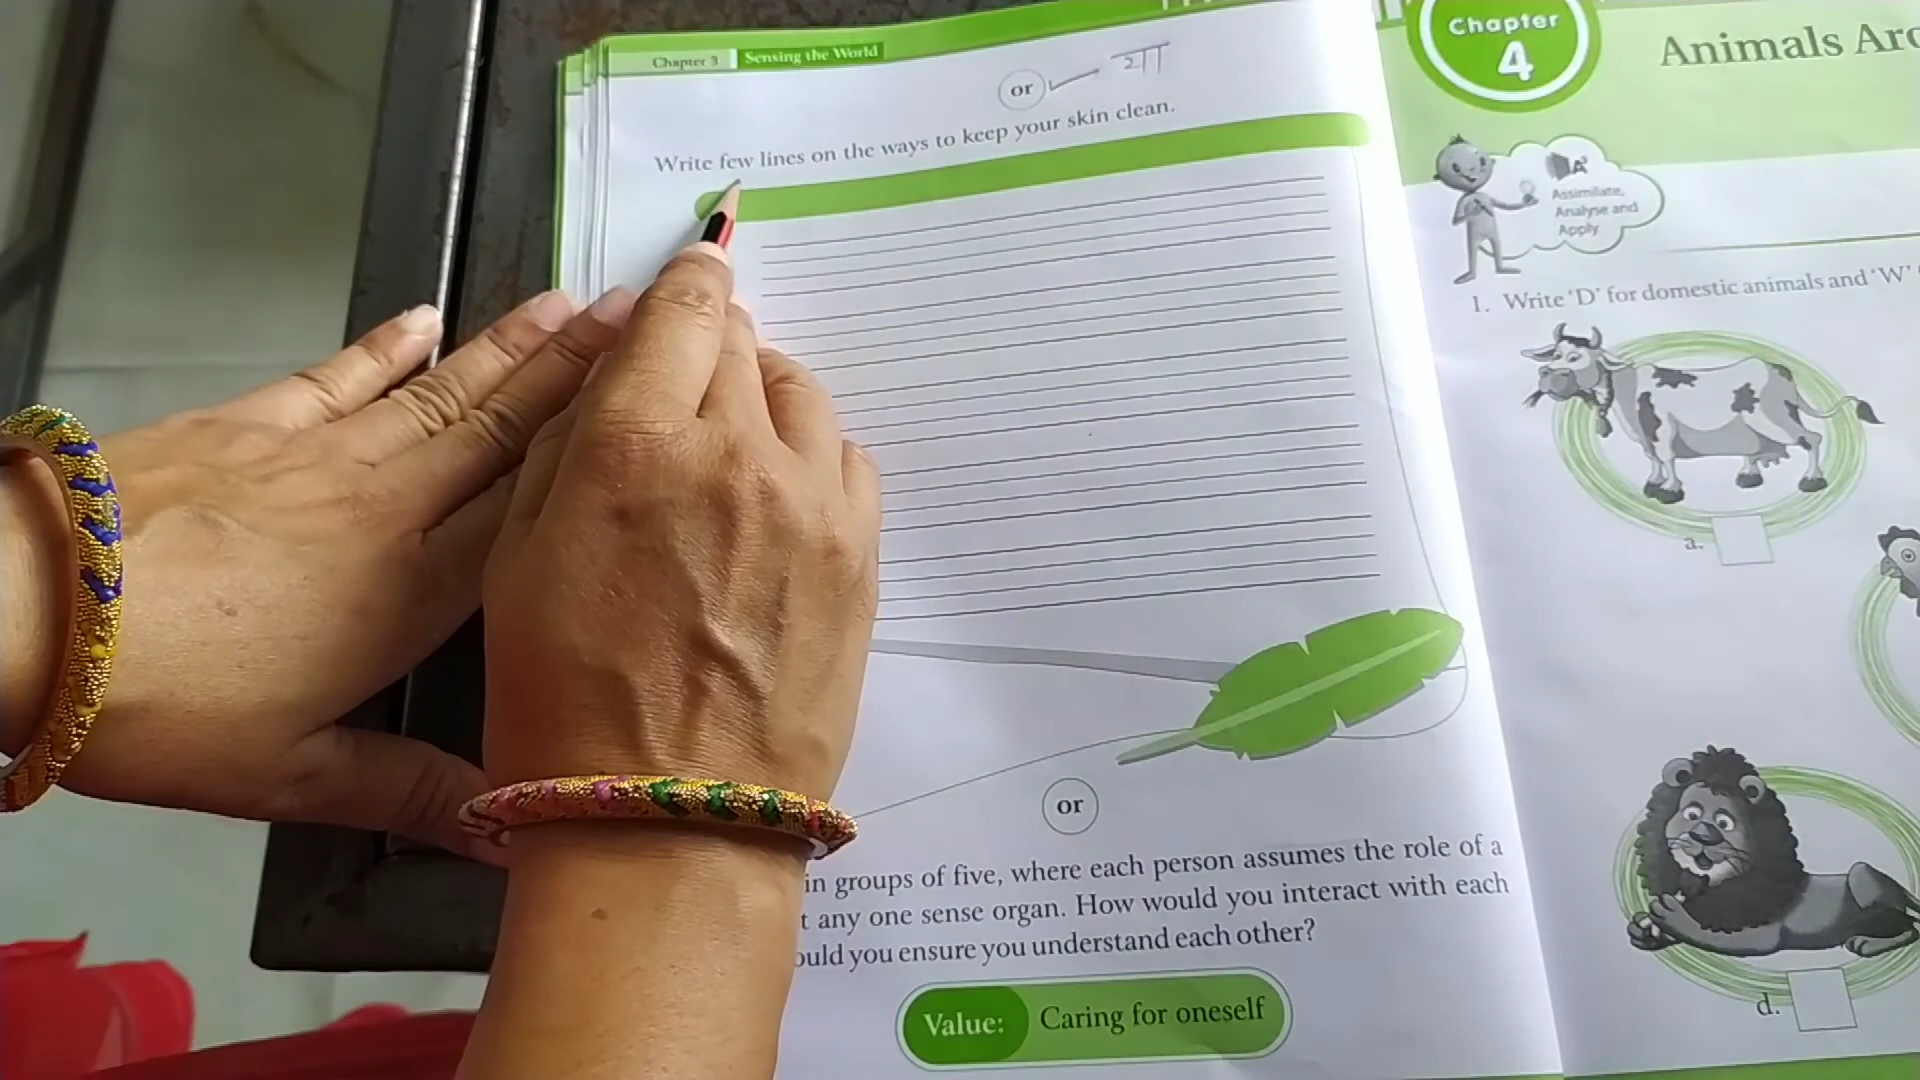 Chapter 3 Sensing the World
or या
Write few lines on the ways to keep your skin clean.
or
in groups of five, where each person assumes the role of a
any one sense organ. How would you interact with each
you ensure you understand each other?
Value: Caring for oneself
Chapter
4
Animals
Assimilate,
Analyse and
Apply
1. Write 'D' for domestic animals and 'W'
a.
d.